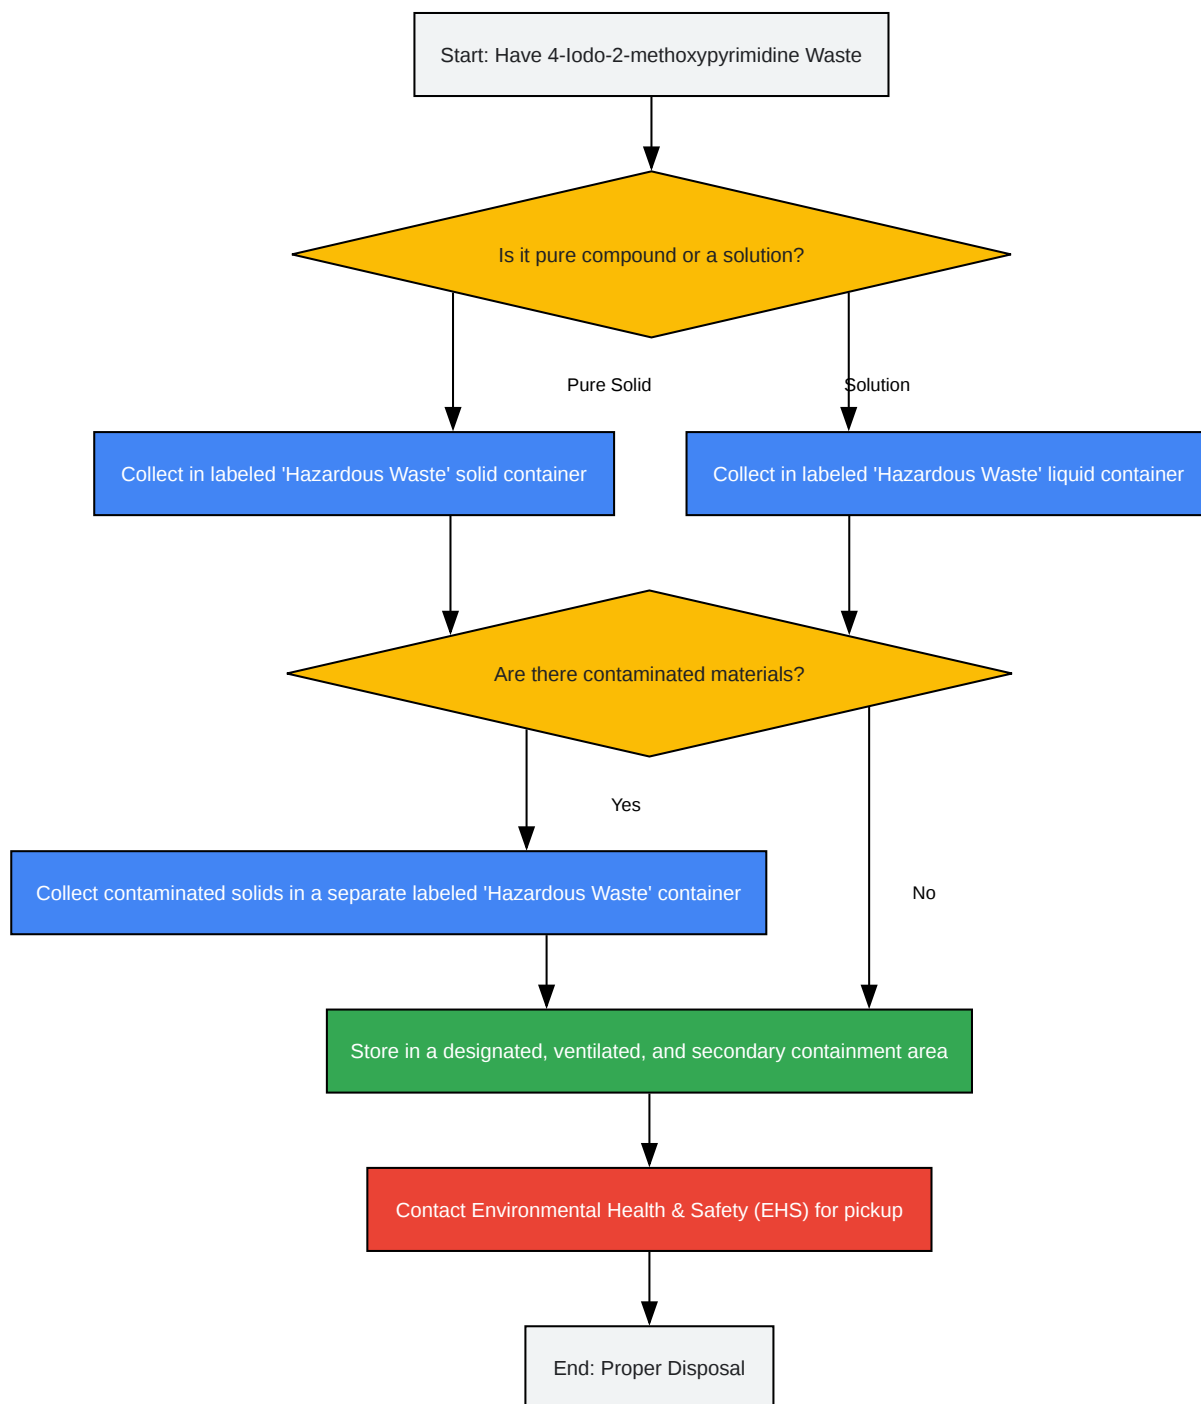 Start: Have 4-Iodo-2-methoxypyrimidine Waste
Is it pure compound or a solution?
Pure Solid
Solution
Collect in labeled 'Hazardous Waste' solid container
Collect in labeled 'Hazardous Waste' liquid container
Are there contaminated materials?
Yes
Collect contaminated solids in a separate labeled 'Hazardous Waste' container
No
Store in a designated, ventilated, and secondary containment area
Contact Environmental Health & Safety (EHS) for pickup
End: Proper Disposal